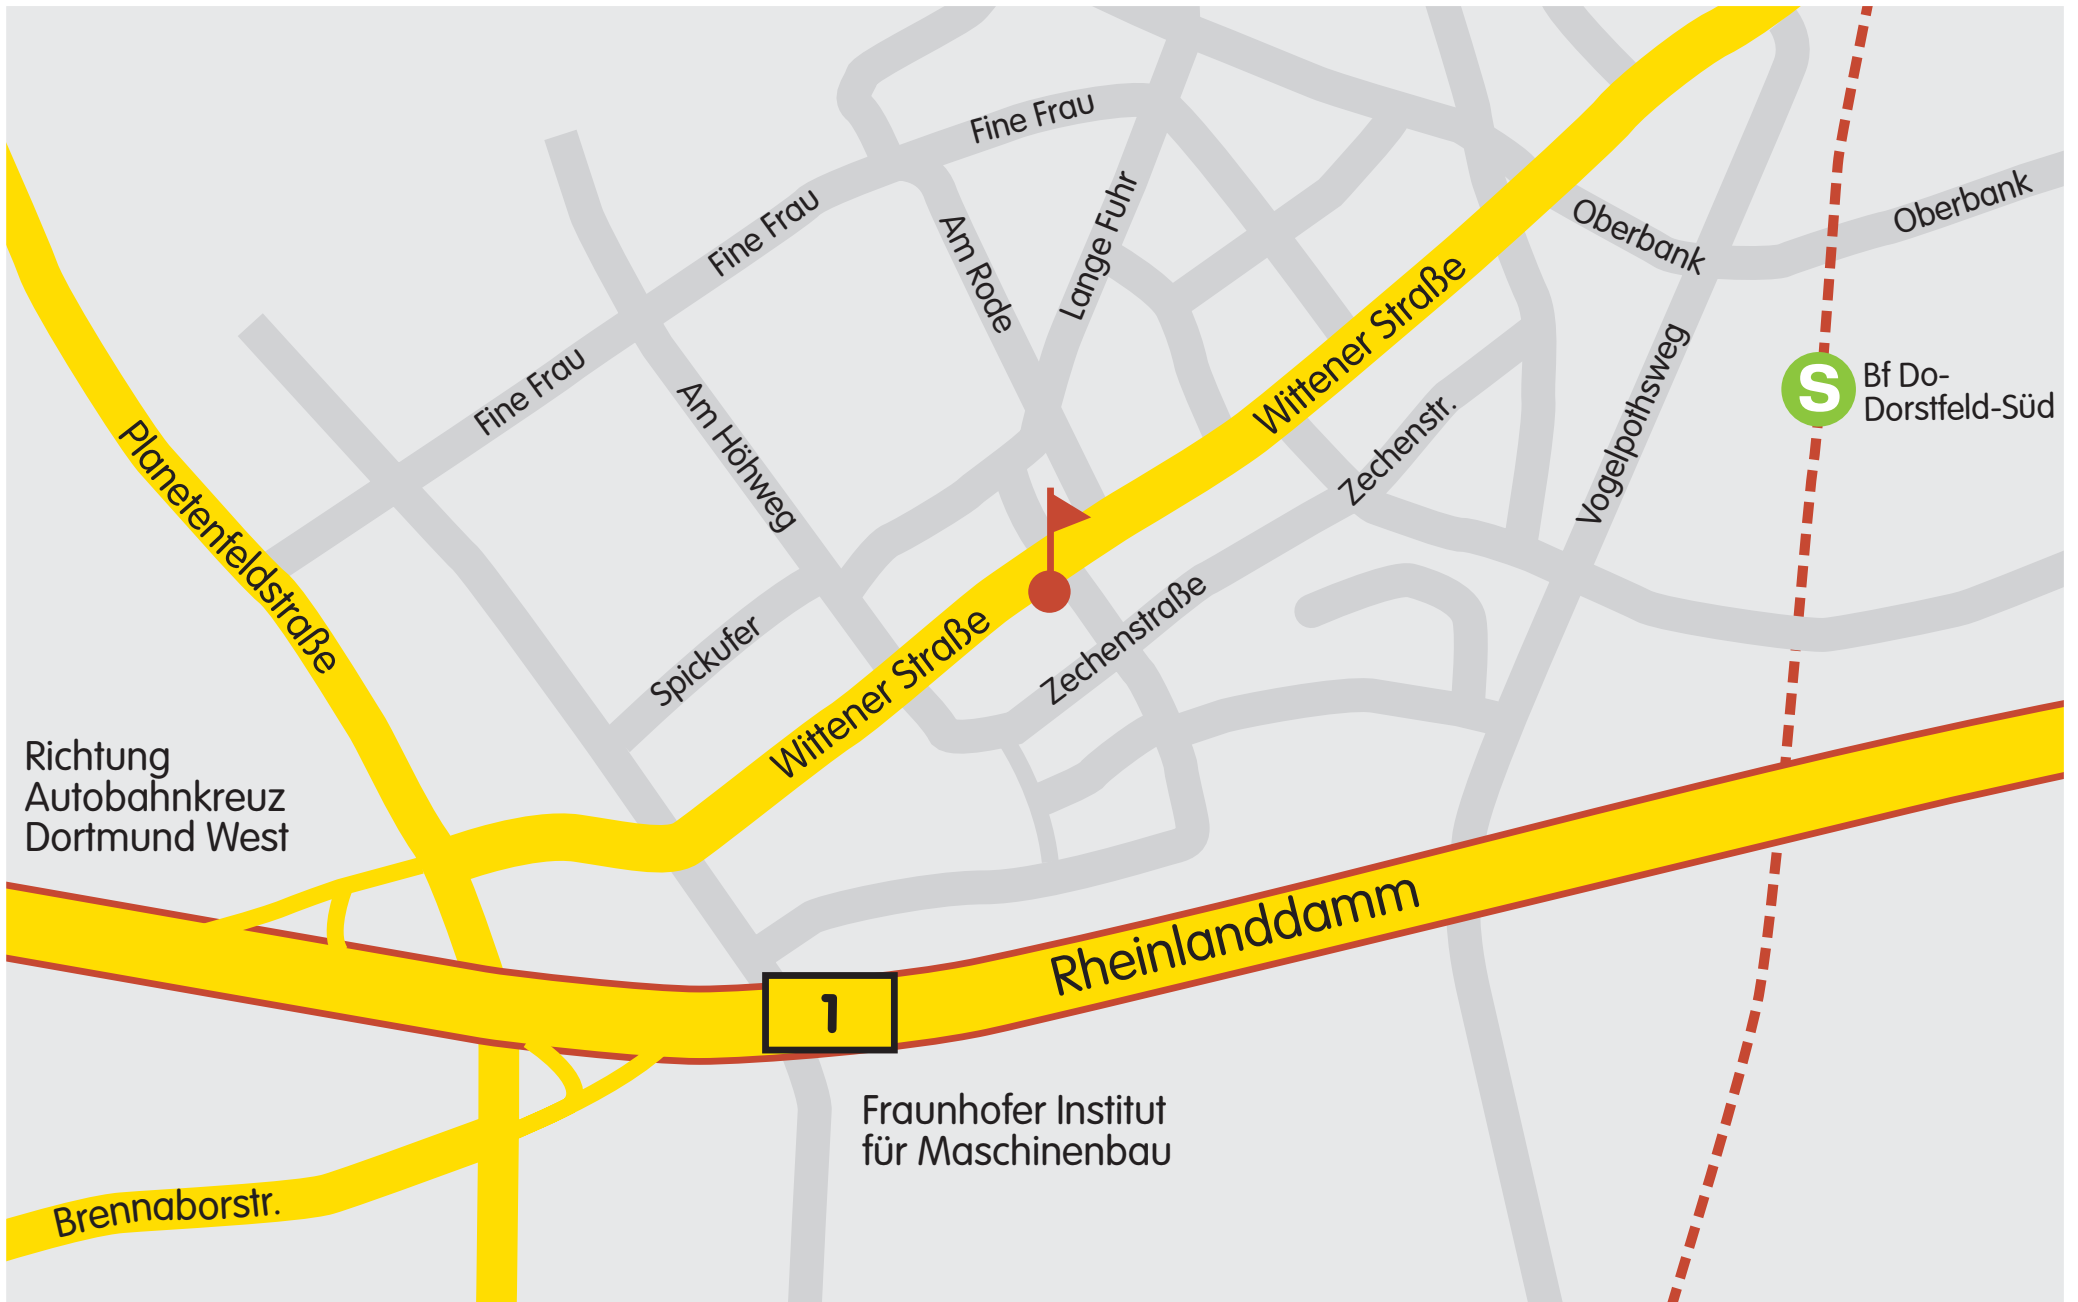 Fine Frau
Fine Frau
Fine Frau
Am Rode
Lange Fuhr
Oberbank
Oberbank
Wittener Straße
Zechenstr.
Vogelpothsweg
S
Bf Do-
Dorstfeld-Süd
Planetenfeldstraße
Am Höhweg
Spickufer
Wittener Straße
Zechenstraße
Richtung
Autobahnkreuz
Dortmund West
Rheinlanddamm
1
Fraunhofer Institut
für Maschinenbau
Brennaborstr.